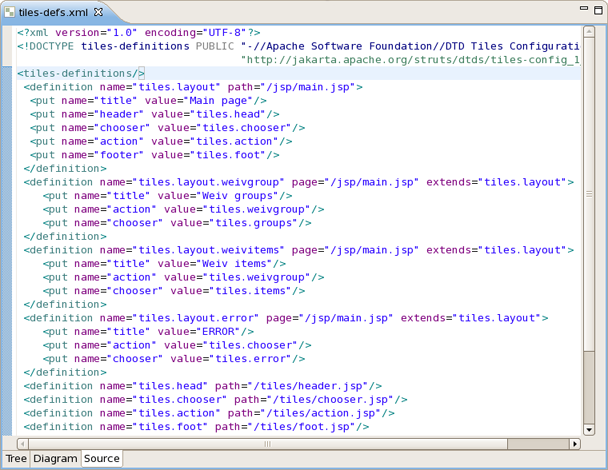 tiles-defs.xml
<?xml version="1.0" encoding="UTF-8"?>
<!DOCTYPE tiles-definitions PUBLIC "-//Apache Software Foundation//DTD Tiles Configurati
"http://jakarta.apache.org/struts/dtds/tiles-config_1_
<tiles-definitions/>
<definition name="tiles.layout" path="/jsp/main.jsp">
<put name="title" value="Main page"/>
<put name="header" value="tiles.head"/>
<put name="chooser" value="tiles.chooser"/>
<put name="action" value="tiles.action"/>
<put name="footer" value="tiles.foot"/>
</definition>
<definition name="tiles.layout.weivgroup" page="/jsp/main.jsp" extends="tiles.layout">
<put name="title" value="Weiv groups"/>
<put name="action" value="tiles.weivgroup"/>
<put name="chooser" value="tiles.groups"/>
</definition>
<definition name="tiles.layout.weivitems" page="/jsp/main.jsp" extends="tiles.layout">
<put name="title" value="Weiv items"/>
<put name="action" value="tiles.weivgroup"/>
<put name="chooser" value="tiles.items"/>
</definition>
<definition name="tiles.layout.error" page="/jsp/main.jsp" extends="tiles.layout">
<put name="title" value="ERROR"/>
<put name="action" value="tiles.chooser"/>
<put name="chooser" value="tiles.error"/>
</definition>
<definition name="tiles.head" path="/tiles/header.jsp"/>
<definition name="tiles.chooser" path="/tiles/chooser.jsp"/>
<definition name="tiles.action" path="/tiles/action.jsp"/>
<definition name="tiles.foot" path="/tiles/foot.jsp"/>
Tree Diagram Source